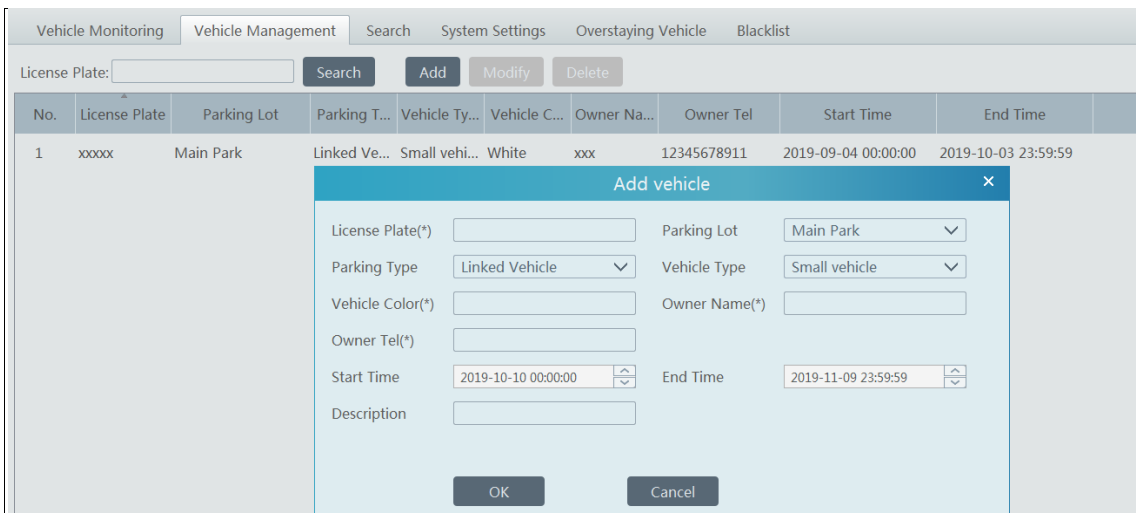 Vehicle Monitoring Vehicle Management Search System Settings Overstaying Vehicle Blacklist
License Plate: Search Add Modify Delete
No. License Plate Parking Lot Parking T... Vehicle Ty... Vehicle C... Owner Na... Owner Tel Start Time End Time
1 xxxxx Main Park Linked Ve... Small vehi... White xxx 12345678911 2019-09-04 00:00:00 2019-10-03 23:59:59
Add vehicle ×
License Plate(*) Parking Lot Main Park
Parking Type Linked Vehicle Vehicle Type Small vehicle
Vehicle Color(*) Owner Name(*)
Owner Tel(*)
Start Time 2019-10-10 00:00:00 End Time 2019-11-09 23:59:59
Description
OK Cancel